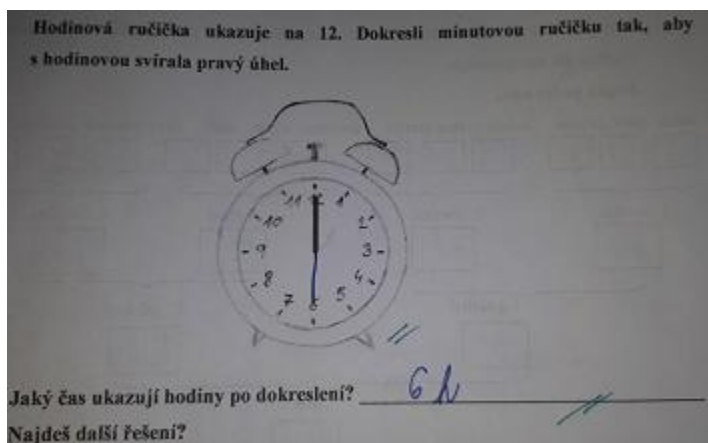 Hodinová ručička ukazuje na 12. Dokresli minutovou ručičku tak, aby
s hodinovou svírala pravý úhel.
11 12 1
10 2
9 3
8 4
7 6 5
Jaký čas ukazují hodiny po dokreslení? 6 h
Najdeš další řešení?